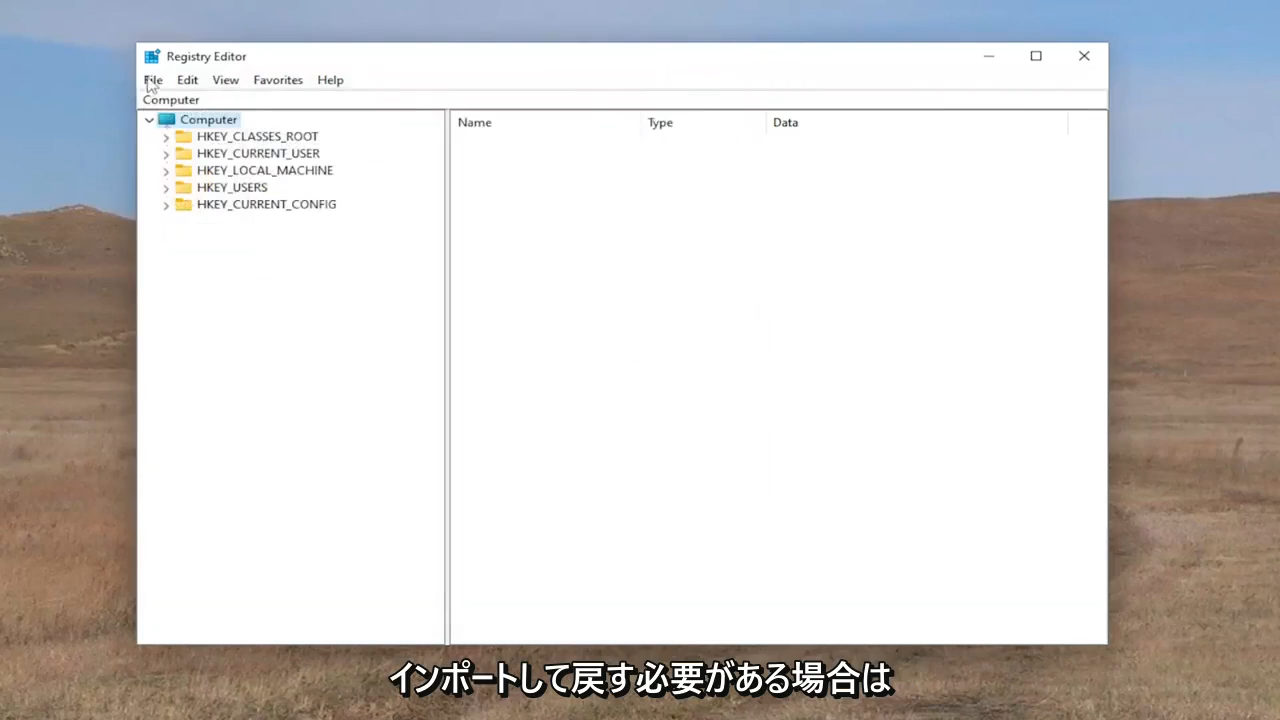 Registry Editor
File Edit View Favorites Help
Computer
Computer
HKEY_CLASSES_ROOT
HKEY_CURRENT_USER
HKEY_LOCAL_MACHINE
HKEY_USERS
HKEY_CURRENT_CONFIG
Name Type Data
インポートして戻す必要がある場合は